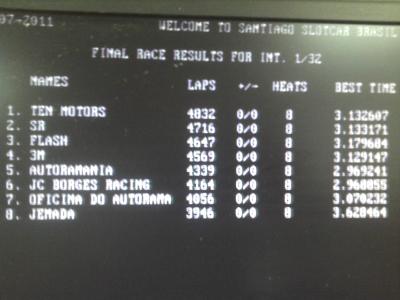 07-2011 WELCOME TO SANTIAGO SLOTCAR BRASIL
FINAL RACE RESULTS FOR INT. 1/32
NAMES LAPS +/- HEATS BEST TIME
1. TEN MOTORS 4832 0/0 8 3.132607
2. SR 4716 0/0 8 3.133171
3. FLASH 4647 0/0 8 3.179684
4. 3M 4569 0/0 8 3.129147
5. AUTORAMANIA 4339 0/0 8 2.969241
6. JC BORGES RACING 4164 0/0 8 2.968855
7. OFICINA DO AUTORAMA 4056 0/0 8 3.070232
8. JEMADA 3946 0/0 8 3.628464